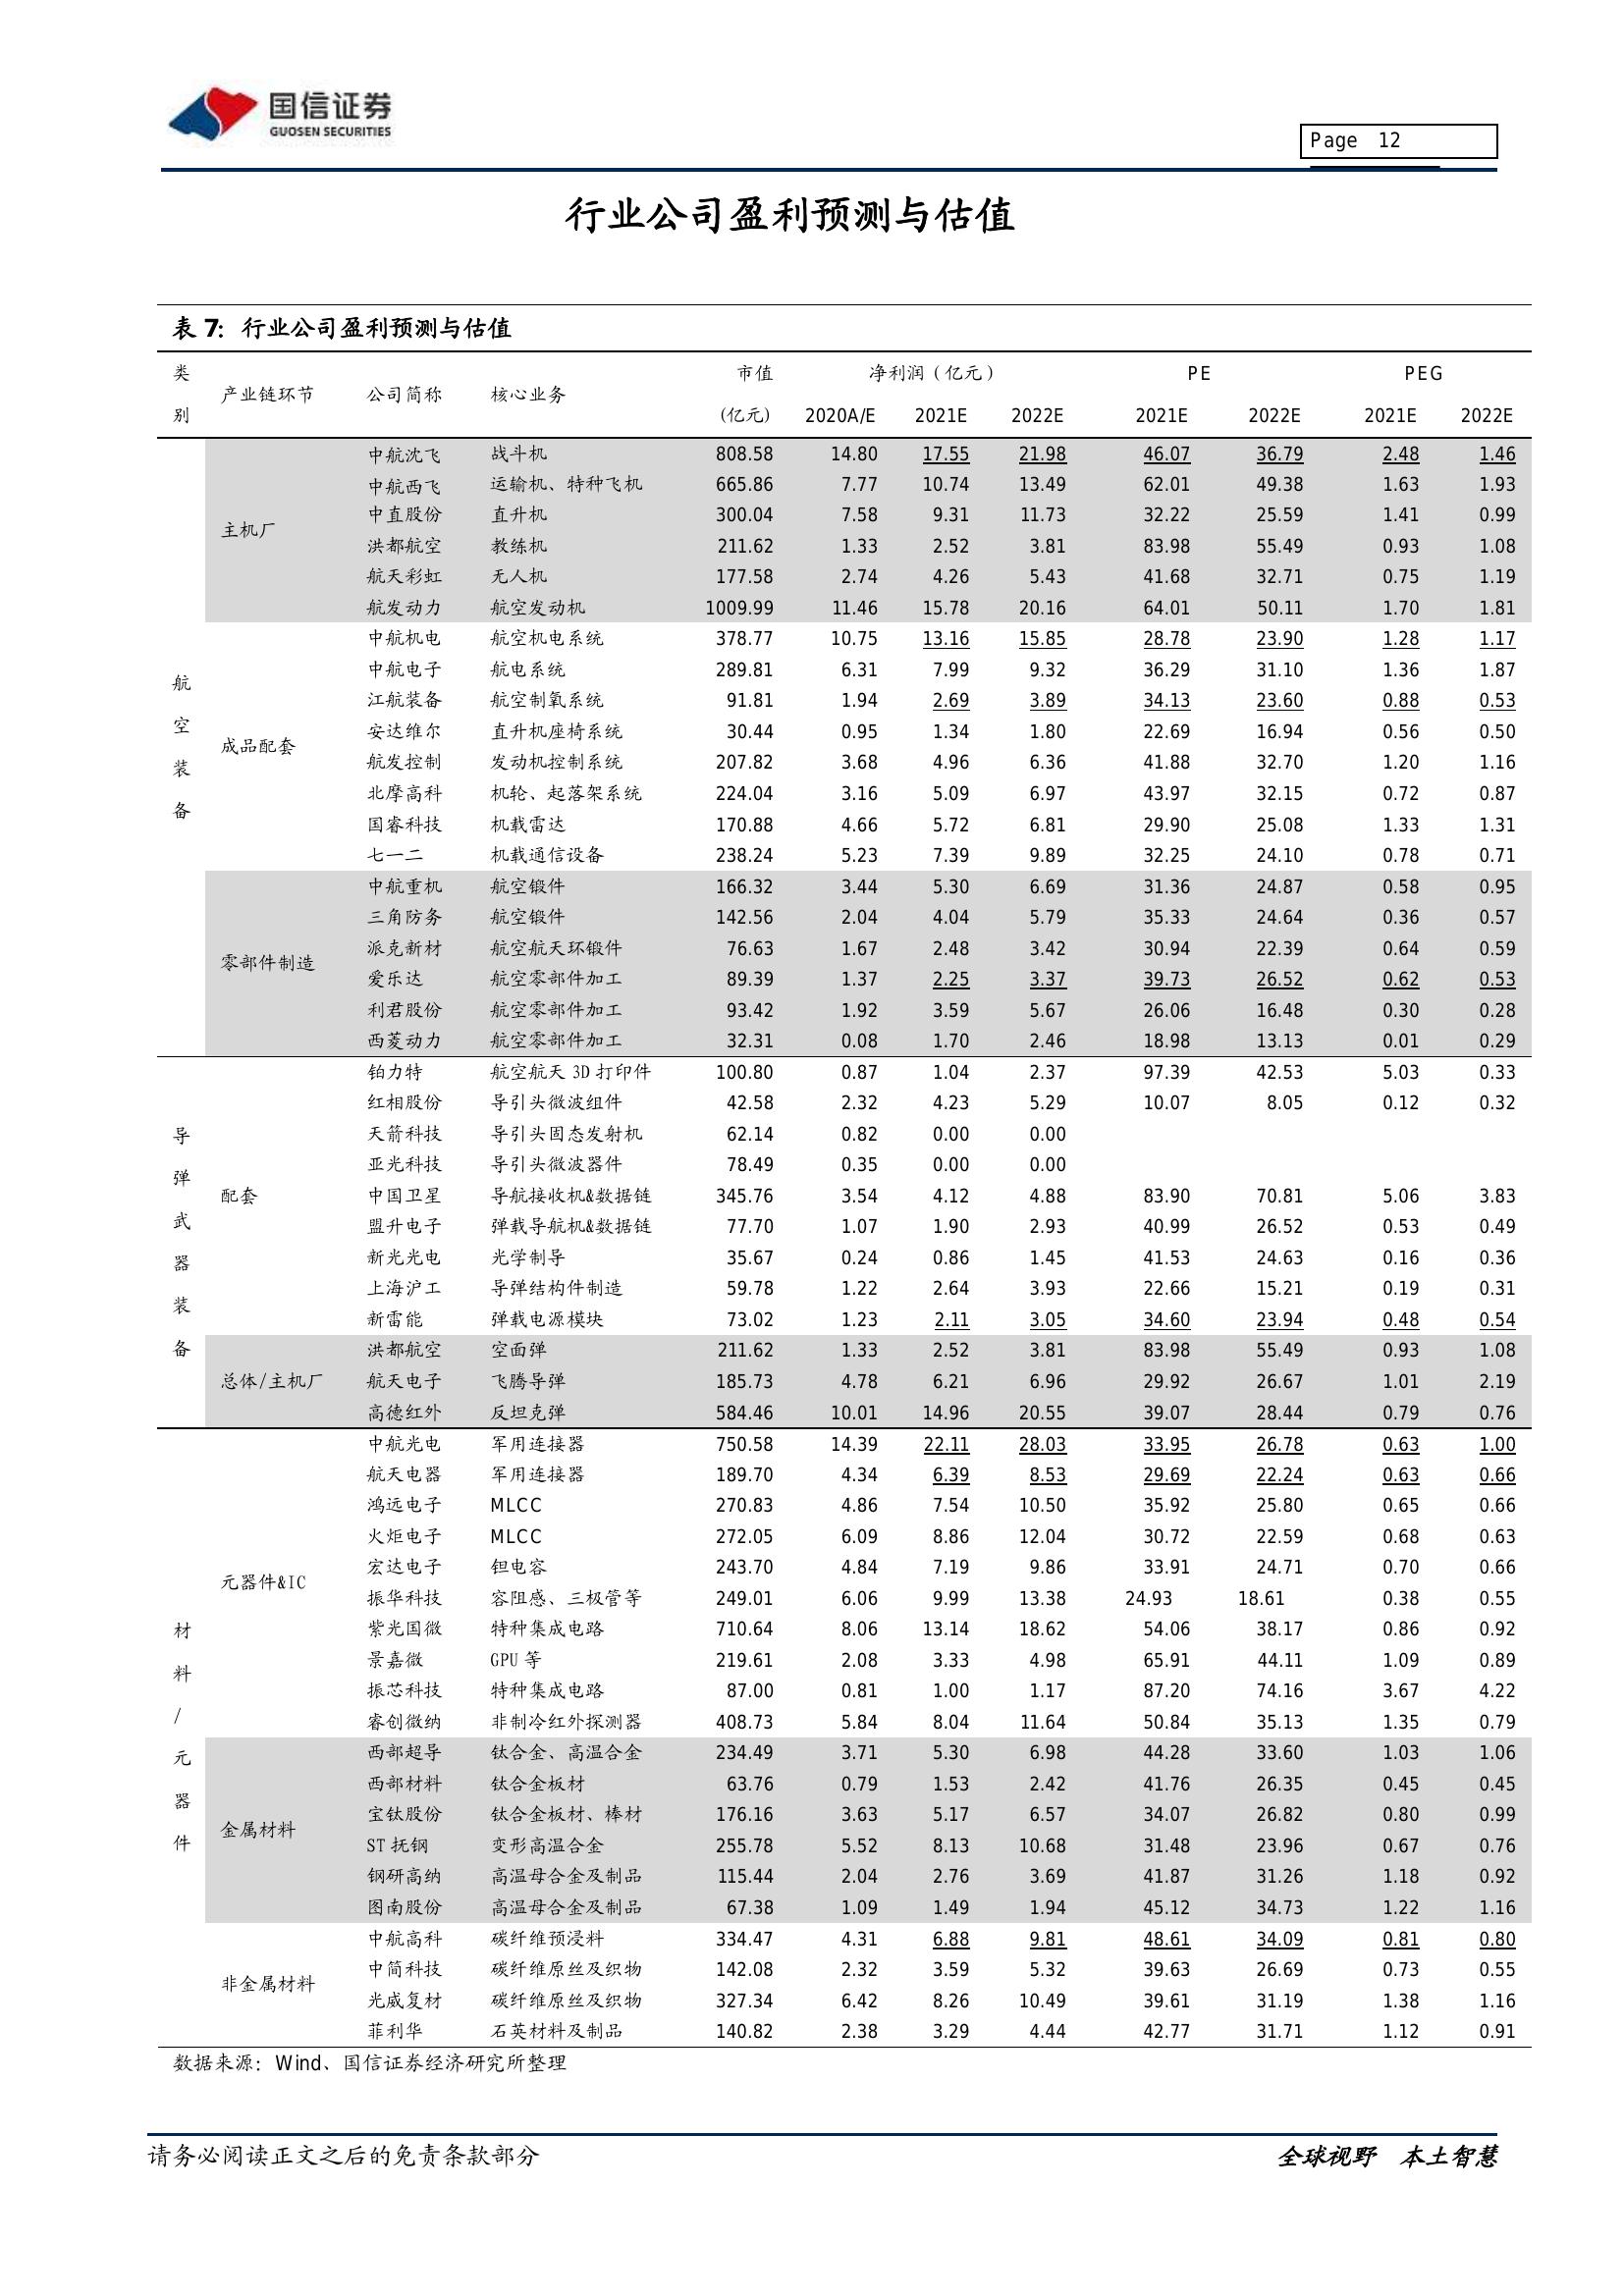 国信证券
GUOSEN SECURITIES
Page 12
行业公司盈利预测与估值
表 7: 行业公司盈利预测与估值
类别 产业链环节 公司简称 核心业务 市值(亿元) 净利润（亿元） PE PEG
2020A/E 2021E 2022E 2021E 2022E 2021E 2022E
航空装备
主机厂
中航沈飞 战斗机 808.58 14.80 17.55 21.98 46.07 36.79 2.48 1.46
中航西飞 运输机、特种飞机 665.86 7.77 10.74 13.49 62.01 49.38 1.63 1.93
中直股份 直升机 300.04 7.58 9.31 11.73 32.22 25.59 1.41 0.99
洪都航空 教练机 211.62 1.33 2.52 3.81 83.98 55.49 0.93 1.08
航天彩虹 无人机 177.58 2.74 4.26 5.43 41.68 32.71 0.75 1.19
航发动力 航空发动机 1009.99 11.46 15.78 20.16 64.01 50.11 1.70 1.81
成品配套
中航机电 航空机电系统 378.77 10.75 13.16 15.85 28.78 23.90 1.28 1.17
中航电子 航电系统 289.81 6.31 7.99 9.32 36.29 31.10 1.36 1.87
江航装备 航空制氧系统 91.81 1.94 2.69 3.89 34.13 23.60 0.88 0.53
安达维尔 直升机座椅系统 30.44 0.95 1.34 1.80 22.69 16.94 0.56 0.50
航发控制 发动机控制系统 207.82 3.68 4.96 6.36 41.88 32.70 1.20 1.16
北摩高科 机轮、起落架系统 224.04 3.16 5.09 6.97 43.97 32.15 0.72 0.87
国睿科技 机载雷达 170.88 4.66 5.72 6.81 29.90 25.08 1.33 1.31
七一二 机载通信设备 238.24 5.23 7.39 9.89 32.25 24.10 0.78 0.71
零部件制造
中航重机 航空锻件 166.32 3.44 5.30 6.69 31.36 24.87 0.58 0.95
三角防务 航空锻件 142.56 2.04 4.04 5.79 35.33 24.64 0.36 0.57
派克新材 航空航天环锻件 76.63 1.67 2.48 3.42 30.94 22.39 0.64 0.59
爱乐达 航空零部件加工 89.39 1.37 2.25 3.37 39.73 26.52 0.62 0.53
利君股份 航空零部件加工 93.42 1.92 3.59 5.67 26.06 16.48 0.30 0.28
西菱动力 航空零部件加工 32.31 0.08 1.70 2.46 18.98 13.13 0.01 0.29
导弹武器装备
配套
铂力特 航空航天 3D 打印件 100.80 0.87 1.04 2.37 97.39 42.53 5.03 0.33
红相股份 导引头微波组件 42.58 2.32 4.23 5.29 10.07 8.05 0.12 0.32
天箭科技 导引头固态发射机 62.14 0.82 0.00 0.00
亚光科技 导引头微波器件 78.49 0.35 0.00 0.00
中国卫星 导航接收机&数据链 345.76 3.54 4.12 4.88 83.90 70.81 5.06 3.83
盟升电子 弹载导航机&数据链 77.70 1.07 1.90 2.93 40.99 26.52 0.53 0.49
新光光电 光学制导 35.67 0.24 0.86 1.45 41.53 24.63 0.16 0.36
上海沪工 导弹结构件制造 59.78 1.22 2.64 3.93 22.66 15.21 0.19 0.31
新雷能 弹载电源模块 73.02 1.23 2.11 3.05 34.60 23.94 0.48 0.54
总体/主机厂
洪都航空 空面弹 211.62 1.33 2.52 3.81 83.98 55.49 0.93 1.08
航天电子 飞腾导弹 185.73 4.78 6.21 6.96 29.92 26.67 1.01 2.19
高德红外 反坦克弹 584.46 10.01 14.96 20.55 39.07 28.44 0.79 0.76
材料/元器件
元器件&IC
中航光电 军用连接器 750.58 14.39 22.11 28.03 33.95 26.78 0.63 1.00
航天电器 军用连接器 189.70 4.34 6.39 8.53 29.69 22.24 0.63 0.66
鸿远电子 MLCC 270.83 4.86 7.54 10.50 35.92 25.80 0.65 0.66
火炬电子 MLCC 272.05 6.09 8.86 12.04 30.72 22.59 0.68 0.63
宏达电子 钽电容 243.70 4.84 7.19 9.86 33.91 24.71 0.70 0.66
振华科技 容阻感、三极管等 249.01 6.06 9.99 13.38 24.93 18.61 0.38 0.55
紫光国微 特种集成电路 710.64 8.06 13.14 18.62 54.06 38.17 0.86 0.92
景嘉微 GPU 等 219.61 2.08 3.33 4.98 65.91 44.11 1.09 0.89
振芯科技 特种集成电路 87.00 0.81 1.00 1.17 87.20 74.16 3.67 4.22
睿创微纳 非制冷红外探测器 408.73 5.84 8.04 11.64 50.84 35.13 1.35 0.79
金属材料
西部超导 钛合金、高温合金 234.49 3.71 5.30 6.98 44.28 33.60 1.03 1.06
西部材料 钛合金板材 63.76 0.79 1.53 2.42 41.76 26.35 0.45 0.45
宝钛股份 钛合金板材、棒材 176.16 3.63 5.17 6.57 34.07 26.82 0.80 0.99
ST 抚钢 变形高温合金 255.78 5.52 8.13 10.68 31.48 23.96 0.67 0.76
钢研高纳 高温母合金及制品 115.44 2.04 2.76 3.69 41.87 31.26 1.18 0.92
图南股份 高温母合金及制品 67.38 1.09 1.49 1.94 45.12 34.73 1.22 1.16
非金属材料
中航高科 碳纤维预浸料 334.47 4.31 6.88 9.81 48.61 34.09 0.81 0.80
中简科技 碳纤维原丝及织物 142.08 2.32 3.59 5.32 39.63 26.69 0.73 0.55
光威复材 碳纤维原丝及织物 327.34 6.42 8.26 10.49 39.61 31.19 1.38 1.16
菲利华 石英材料及制品 140.82 2.38 3.29 4.44 42.77 31.71 1.12 0.91
数据来源：Wind、国信证券经济研究所整理
请务必阅读正文之后的免责条款部分
全球视野 本土智慧